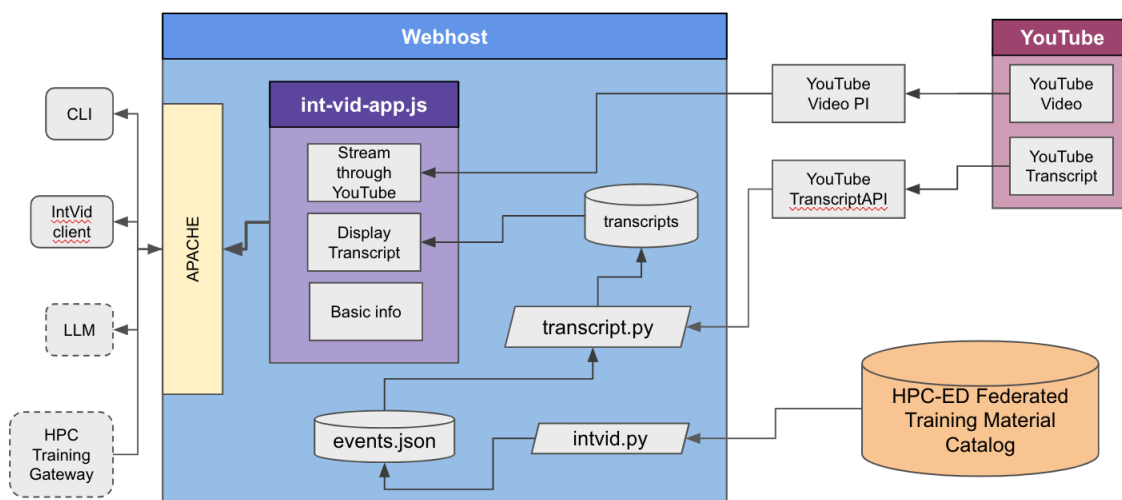 Webhost
YouTube
int-vid-app.js
CLI
IntVid
client
LLM
HPC
Training
Gateway
APACHE
Stream
through
YouTube
Display
Transcript
Basic info
transcripts
transcript.py
events.json
intvid.py
YouTube
Video PI
YouTube
TranscriptAPI
YouTube
Video
YouTube
Transcript
HPC-ED Federated
Training Material
Catalog